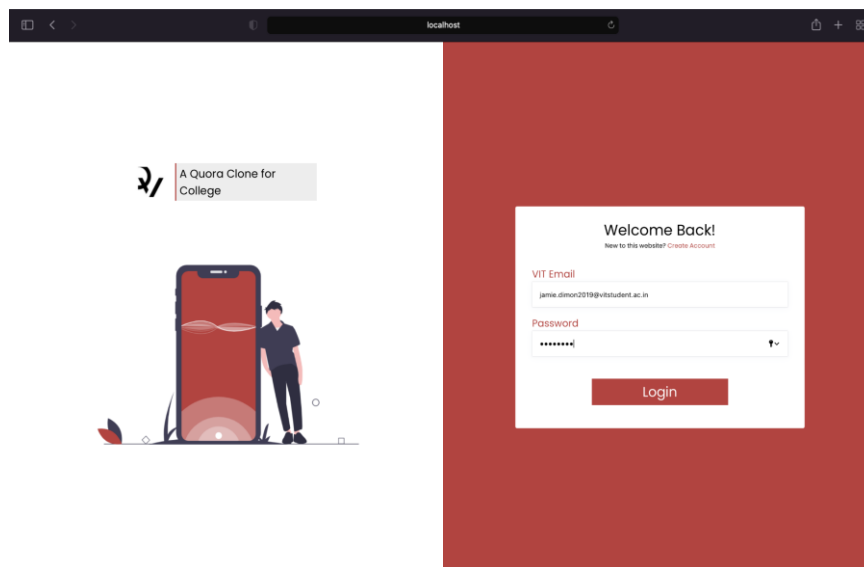 localhost
A Quora Clone for
College
Welcome Back!
New to this website? Create Account
VIT Email
jamie.dimon2019@vitstudent.ac.in
Password
••••••••
Login